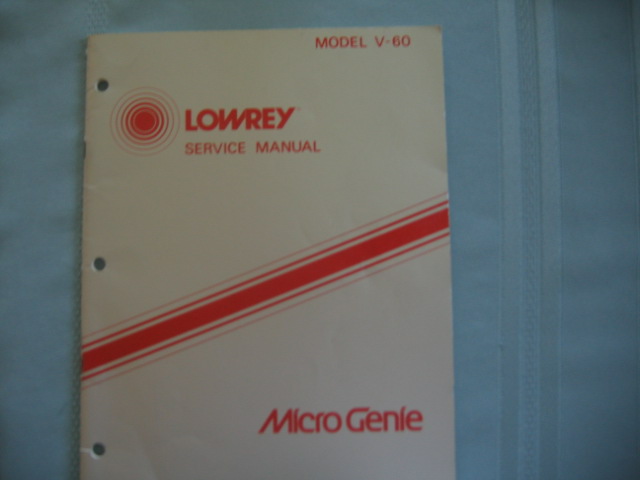 MODEL V-60
LOWREY
SERVICE MANUAL
Micro Genie